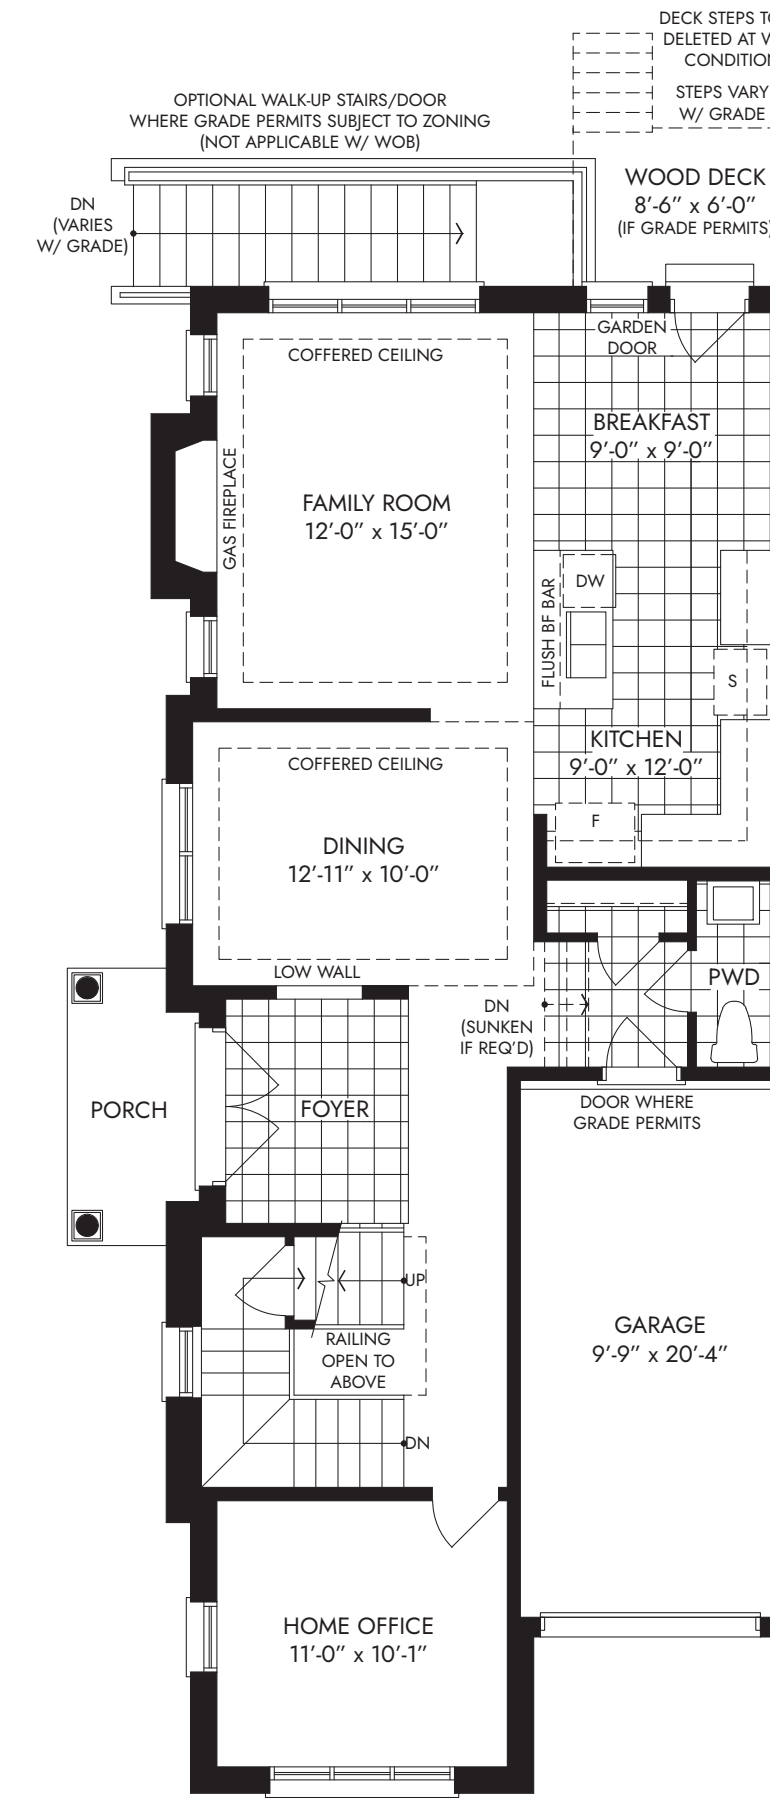 DECK STEPS
DELETED AT
STEPS VARY
W/ GRADE
OPTIONAL WALK-UP STAIRS/DOOR
WHERE GRADE PERMITS SUBJECT TO ZONING
(NOT APPLICABLE W/ WOB)
WOOD DECK
8'-6" x 6'-0"
(IF GRADE PERMITS)
DN
(VARIES
W/ GRADE)
GARDEN
DOOR
COFFERED CEILING
BREAKFAST
9'-0" x 9'-0"
GAS FIREPLACE
FAMILY ROOM
12'-0" x 15'-0"
DW
FLUSH BF BAR
S
KITCHEN
9'-0" x 12'-0"
COFFERED CEILING
F
DINING
12'-11" x 10'-0"
LOW WALL
PWD
DN
(SUNKEN
IF REQ'D)
PORCH
FOYER
DOOR WHERE
GRADE PERMITS
UP
RAILING
OPEN TO
ABOVE
GARAGE
9'-9" x 20'-4"
DN
HOME OFFICE
11'-0" x 10'-1"